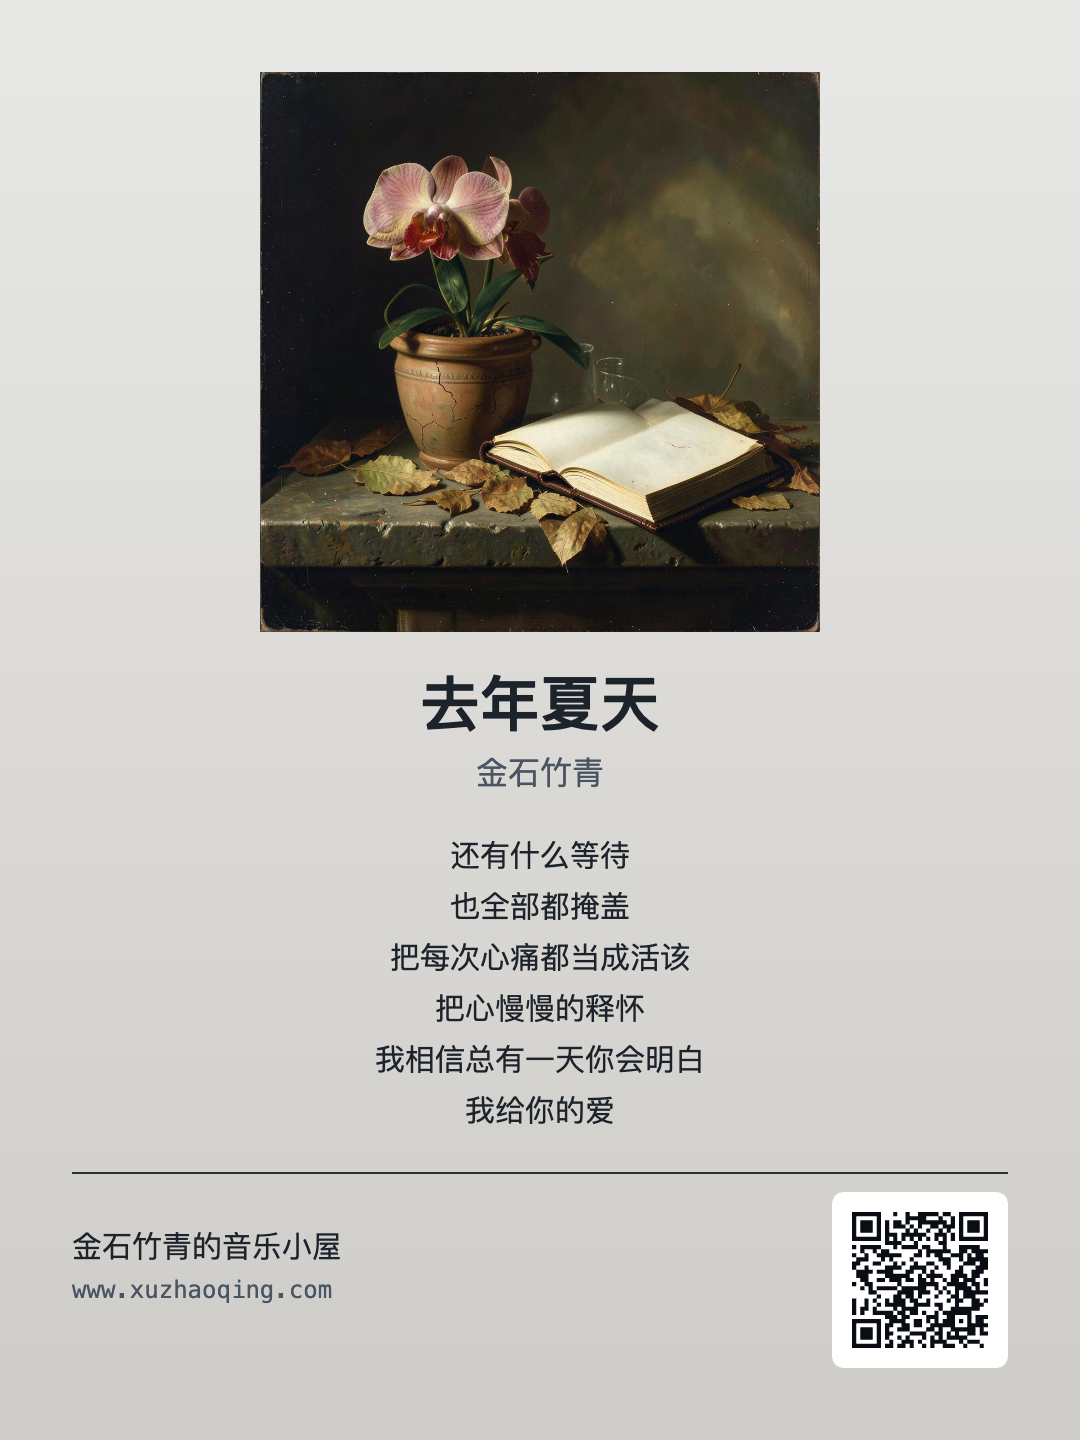 去年夏天
金石竹青
还有什么等待
也全部都掩盖
把每次心痛都当成活该
把心慢慢的释怀
我相信总有一天你会明白
我给你的爱
金石竹青的音乐小屋
www.xuzhaoqing.com